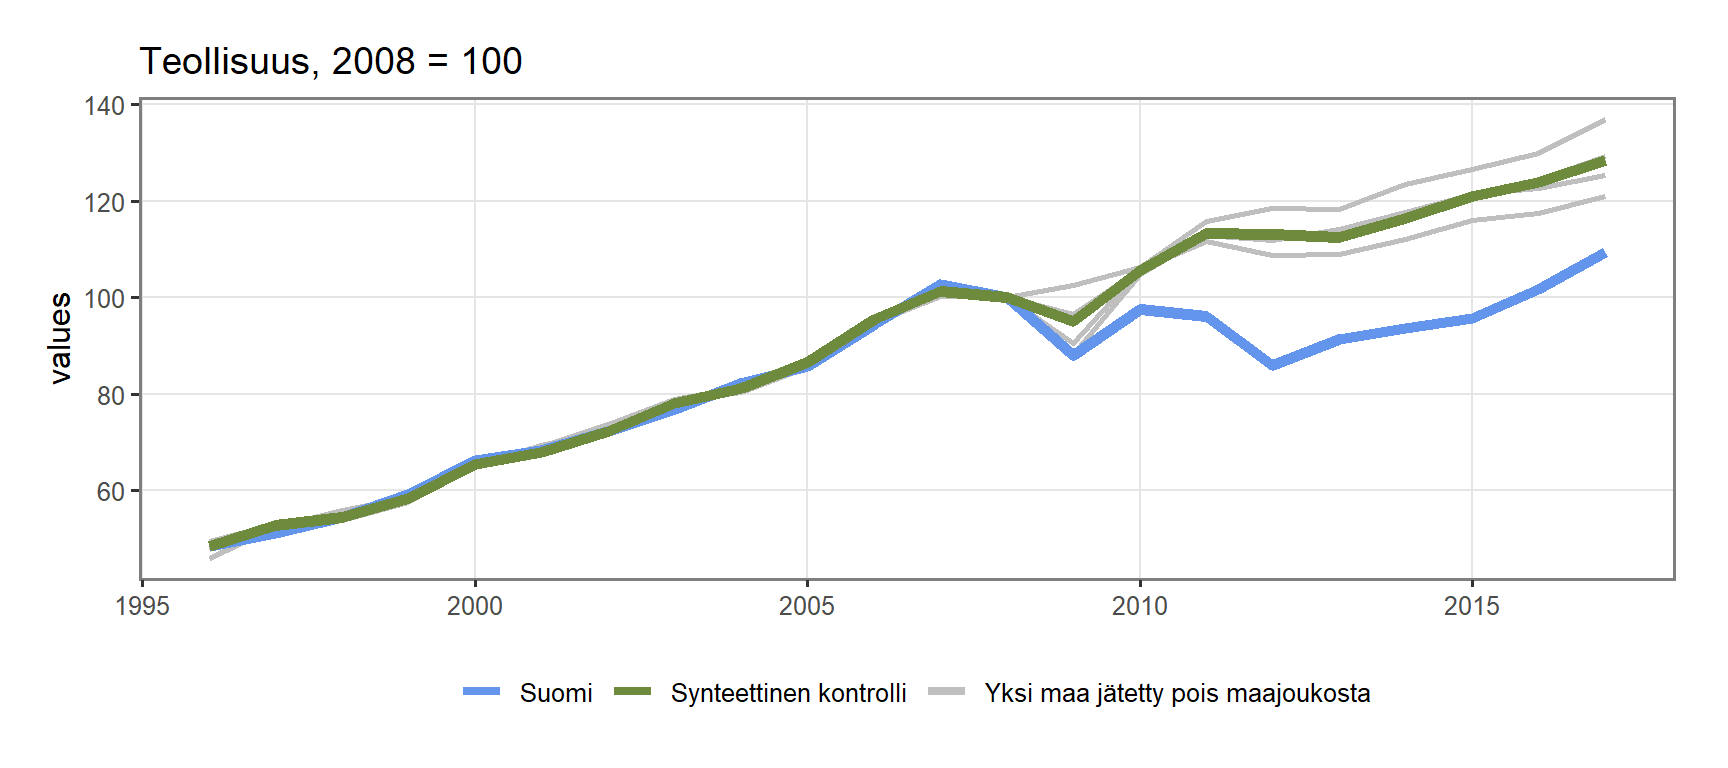 Teollisuus, 2008 = 100
values
140
120
100
80
60
1995 2000 2005 2010 2015
Suomi Synteettinen kontrolli Yksi maa jätetty pois maajoukosta